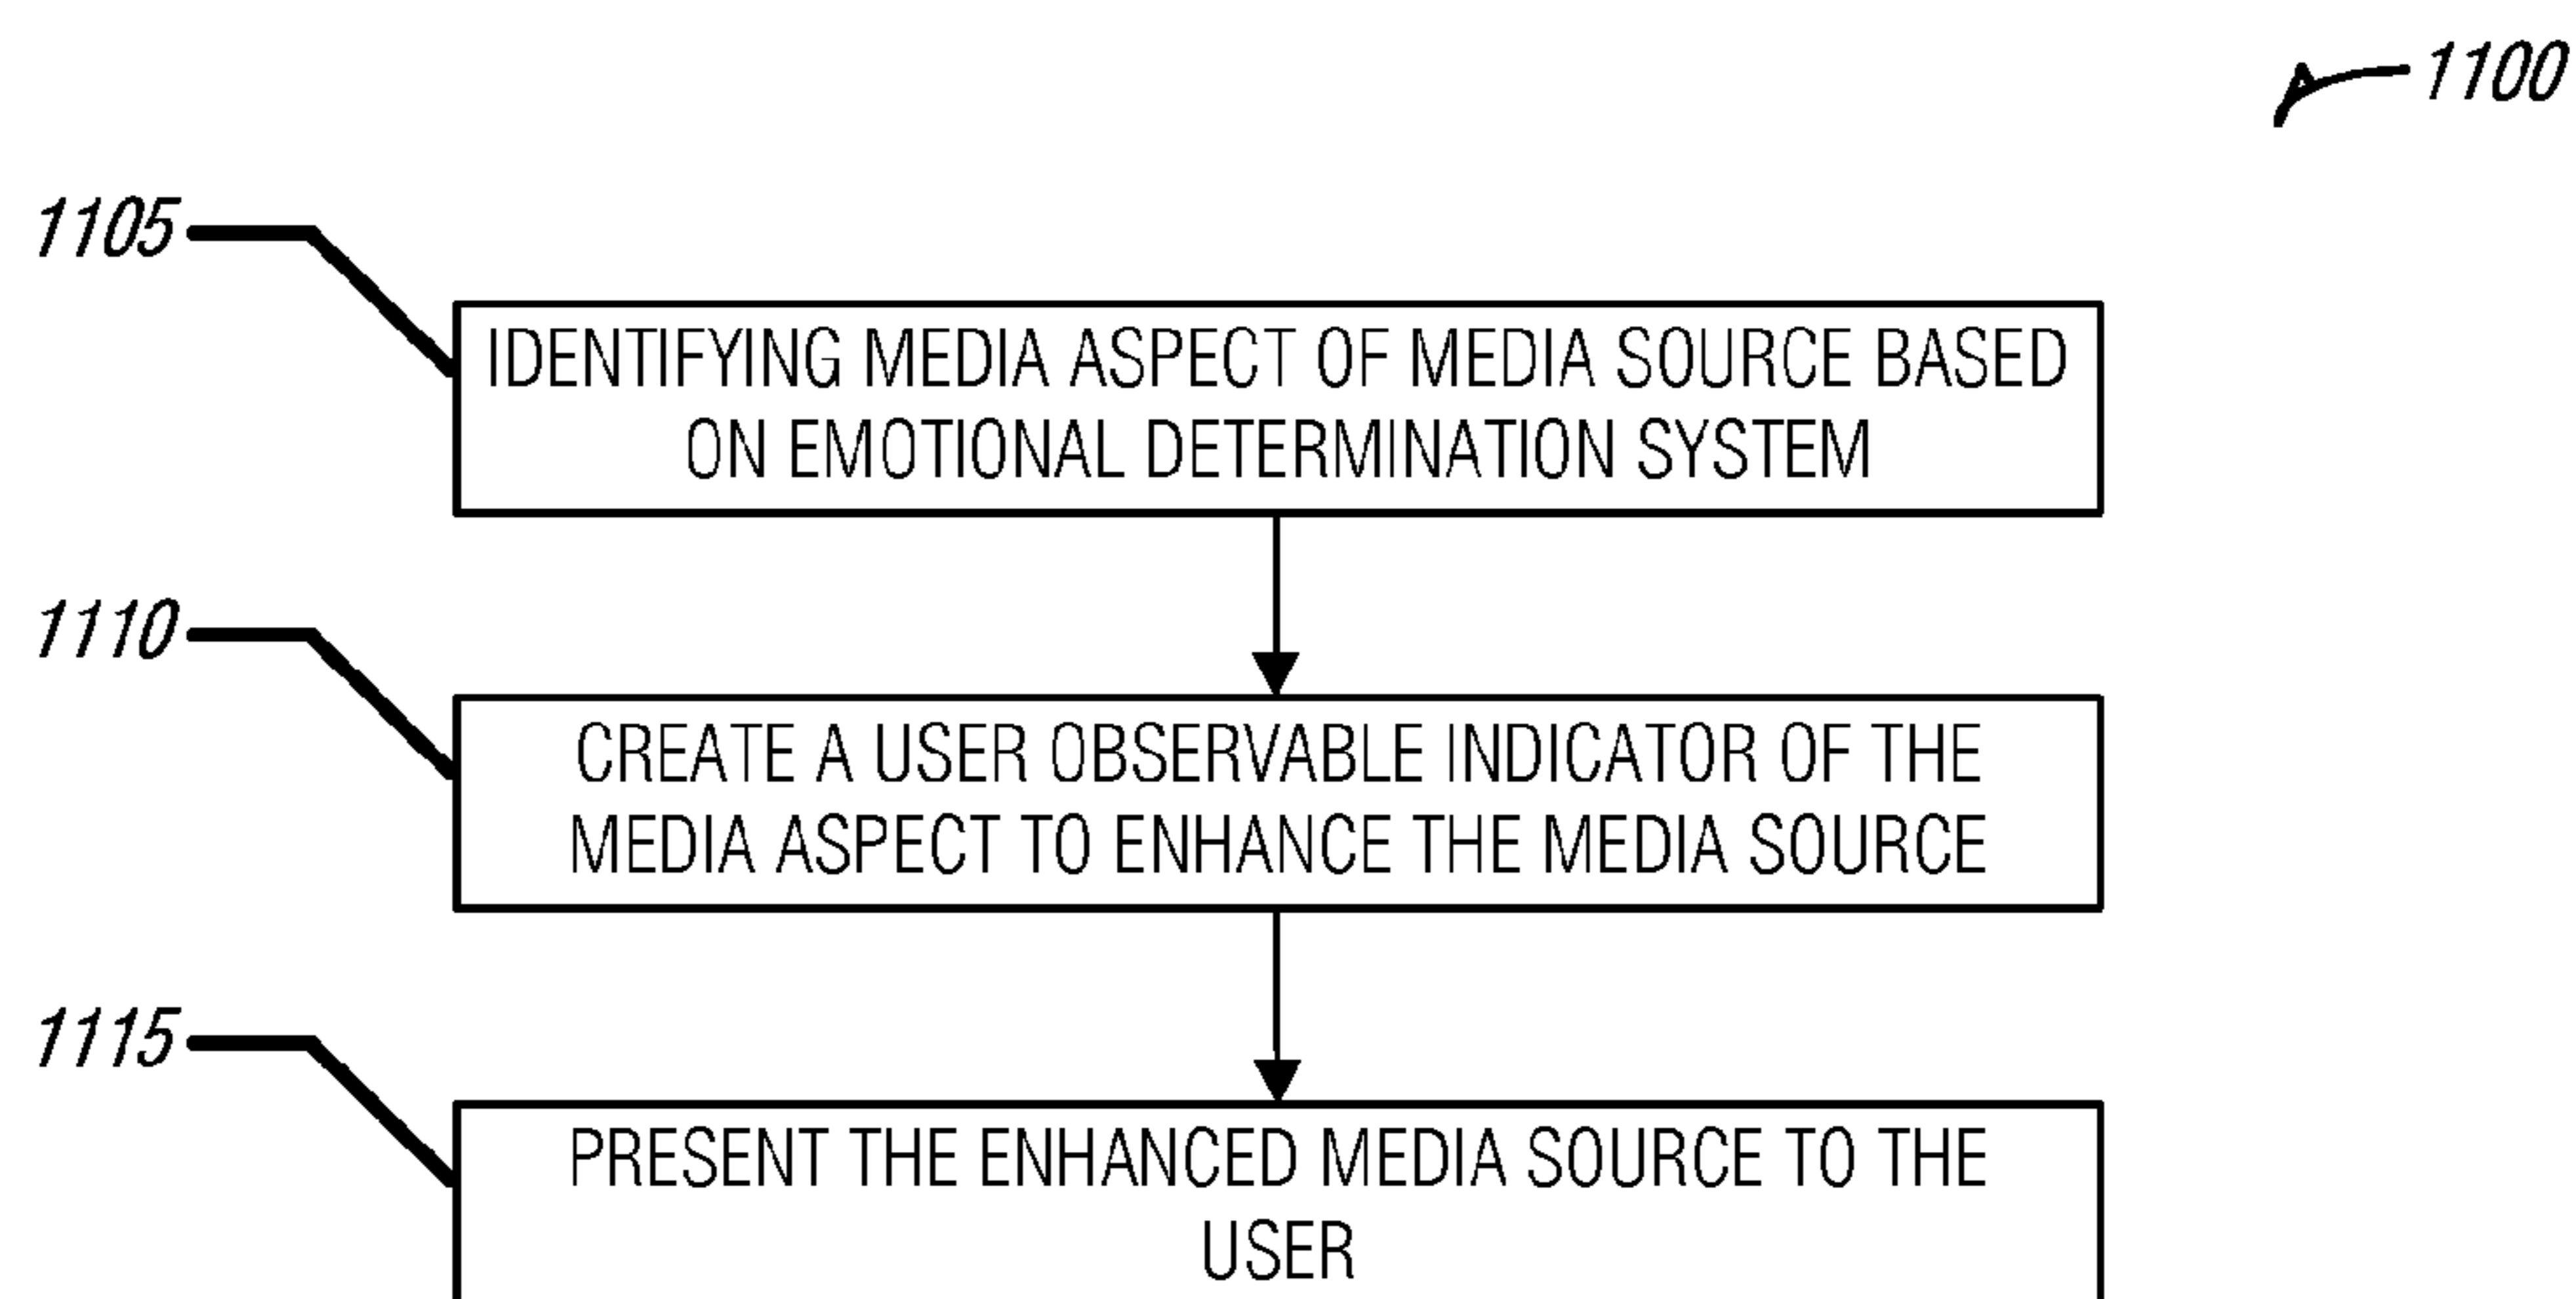 1100
1105
IDENTIFYING MEDIA ASPECT OF MEDIA SOURCE BASED
ON EMOTIONAL DETERMINATION SYSTEM
1110
CREATE A USER OBSERVABLE INDICATOR OF THE
MEDIA ASPECT TO ENHANCE THE MEDIA SOURCE
1115
PRESENT THE ENHANCED MEDIA SOURCE TO THE
USER